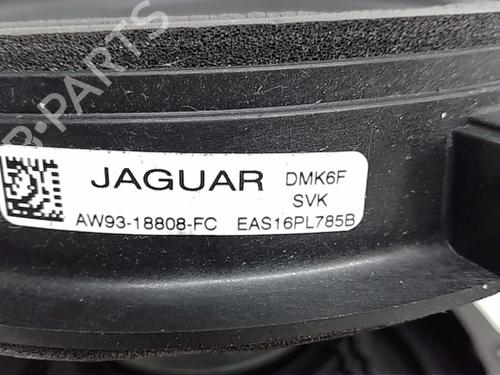 B-PARTS
JAGUAR DMK6F
SVK
AW93-18808-FC EAS16PL785B